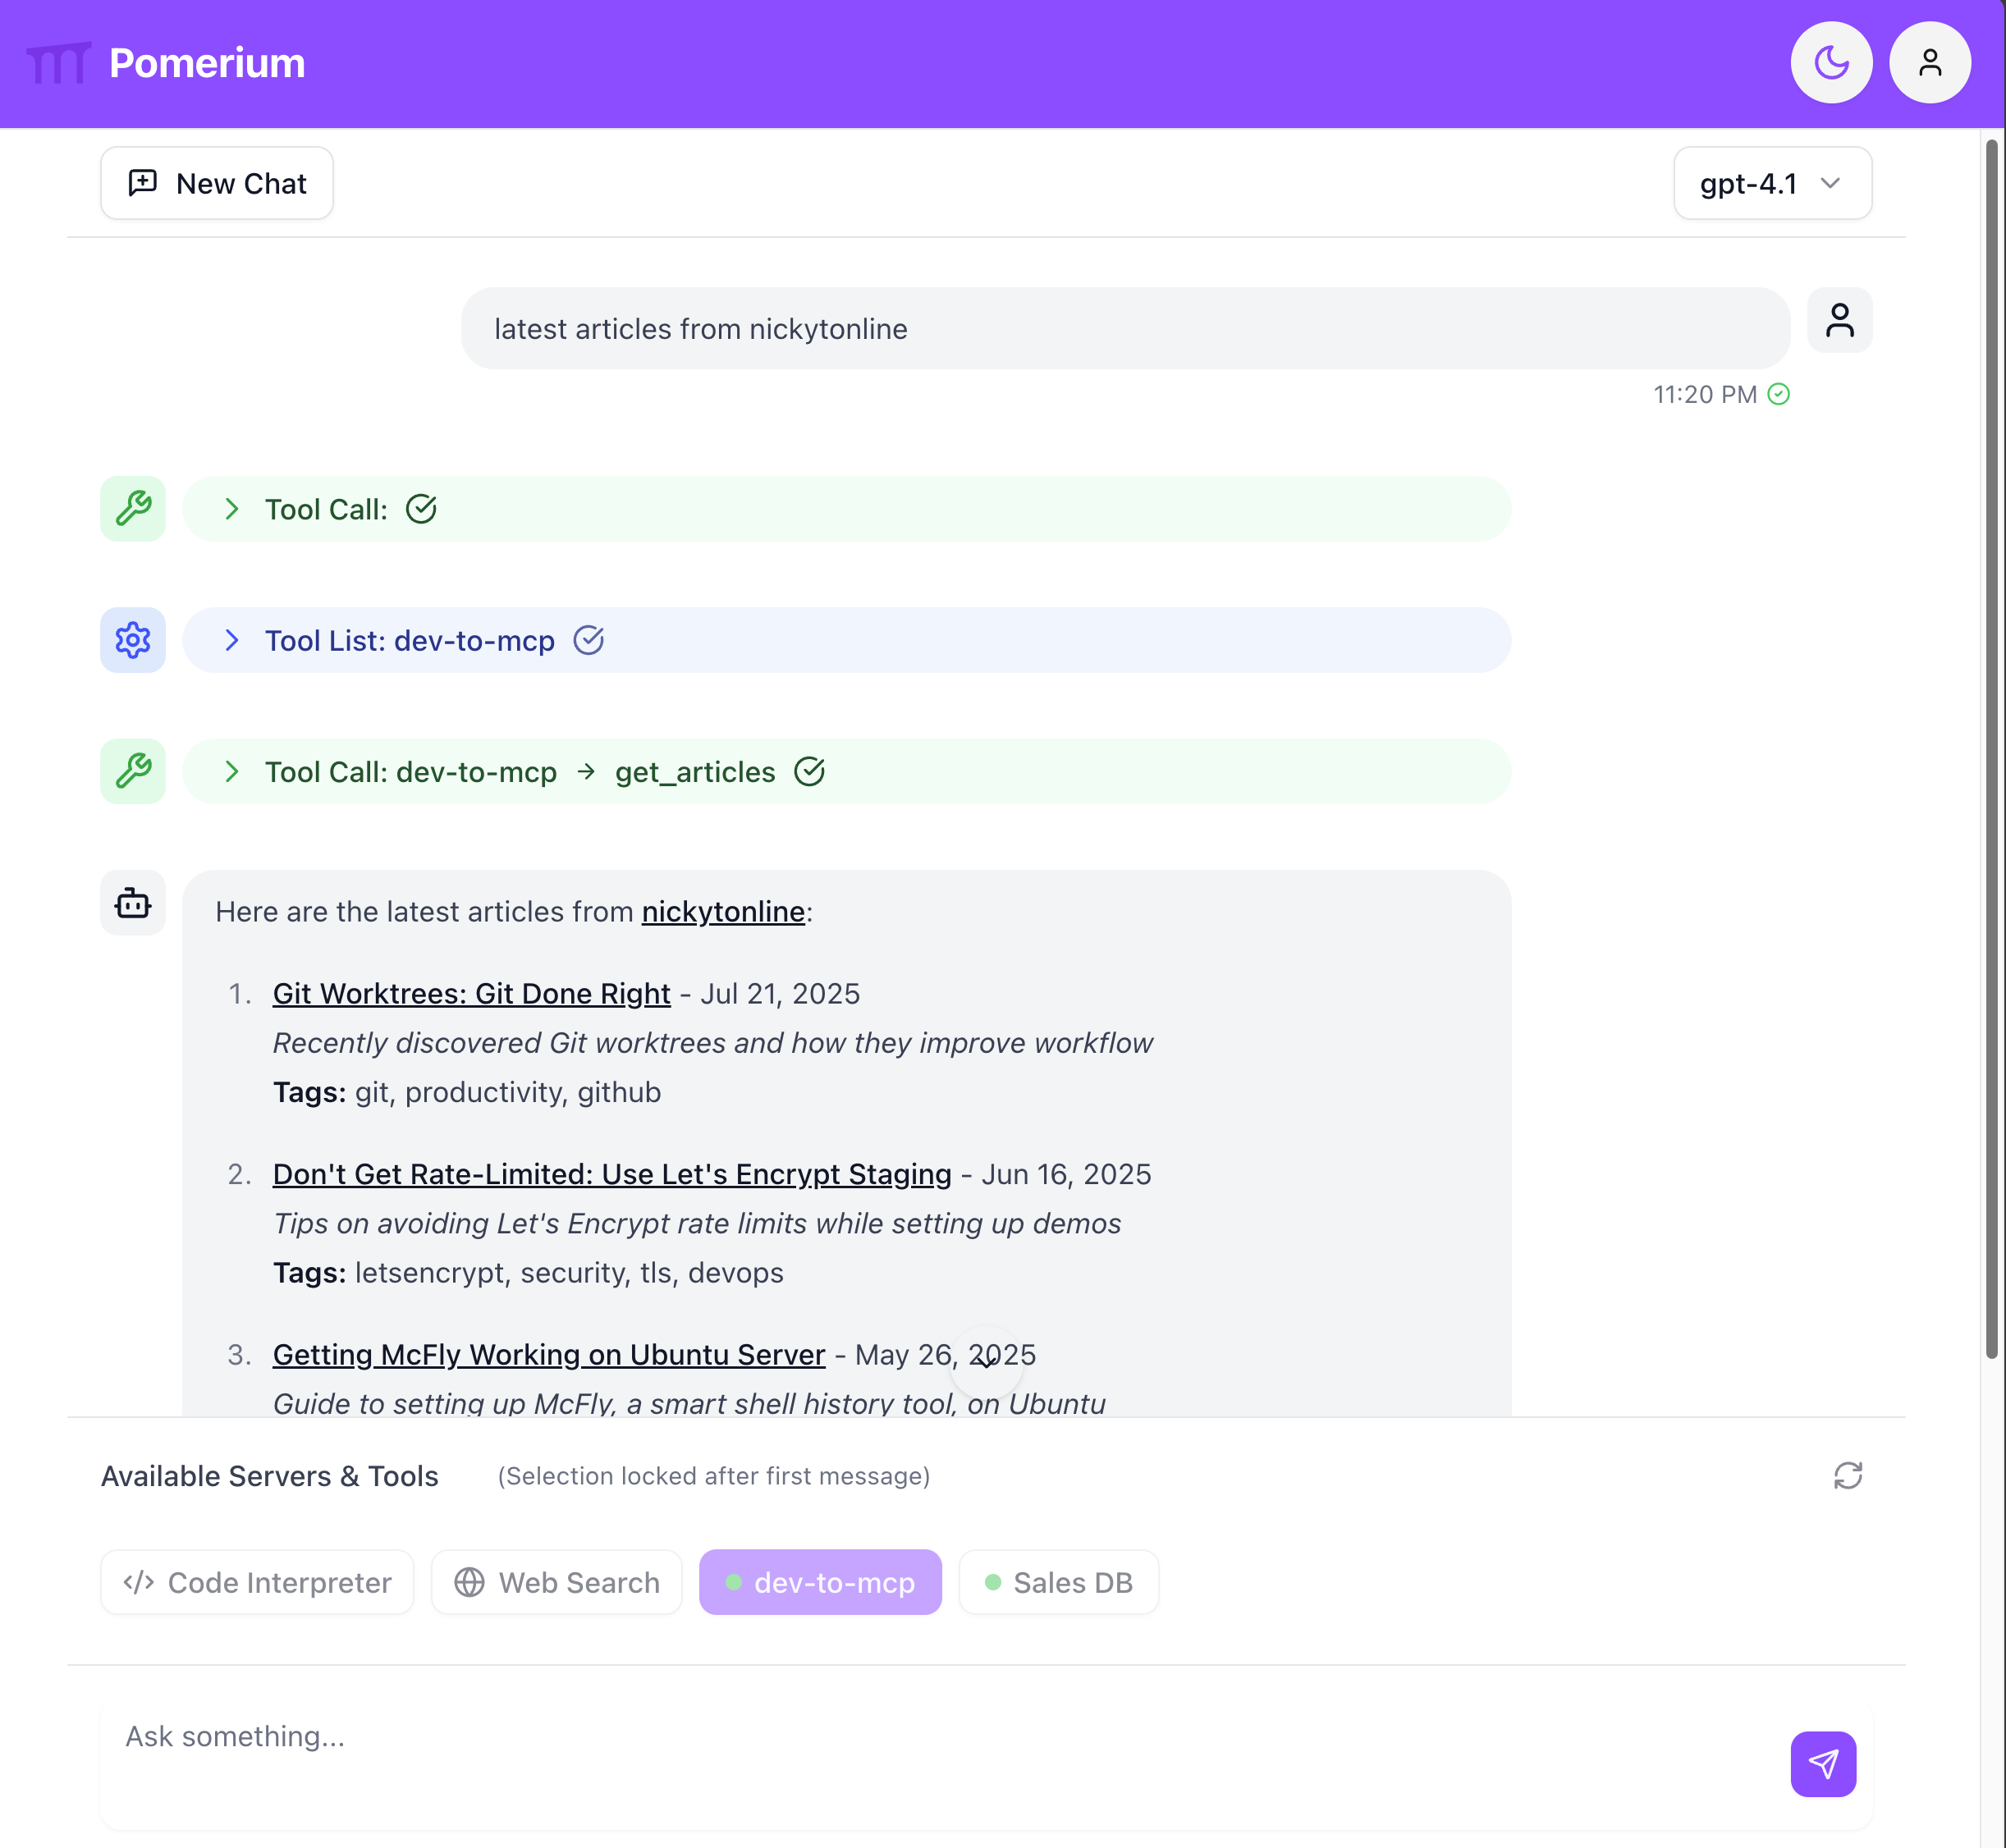 Pomerium
New Chat
gpt-4.1
latest articles from nickytonline
11:20 PM
Tool Call:
Tool List: dev-to-mcp
Tool Call: dev-to-mcp → get_articles
Here are the latest articles from nickytonline:
1. Git Worktrees: Git Done Right - Jul 21, 2025
Recently discovered Git worktrees and how they improve workflow
Tags: git, productivity, github
2. Don't Get Rate-Limited: Use Let's Encrypt Staging - Jun 16, 2025
Tips on avoiding Let's Encrypt rate limits while setting up demos
Tags: letsencrypt, security, tls, devops
3. Getting McFly Working on Ubuntu Server - May 26, 2025
Guide to setting up McFly, a smart shell history tool, on Ubuntu
Available Servers & Tools (Selection locked after first message)
Code Interpreter
Web Search
dev-to-mcp
Sales DB
Ask something...